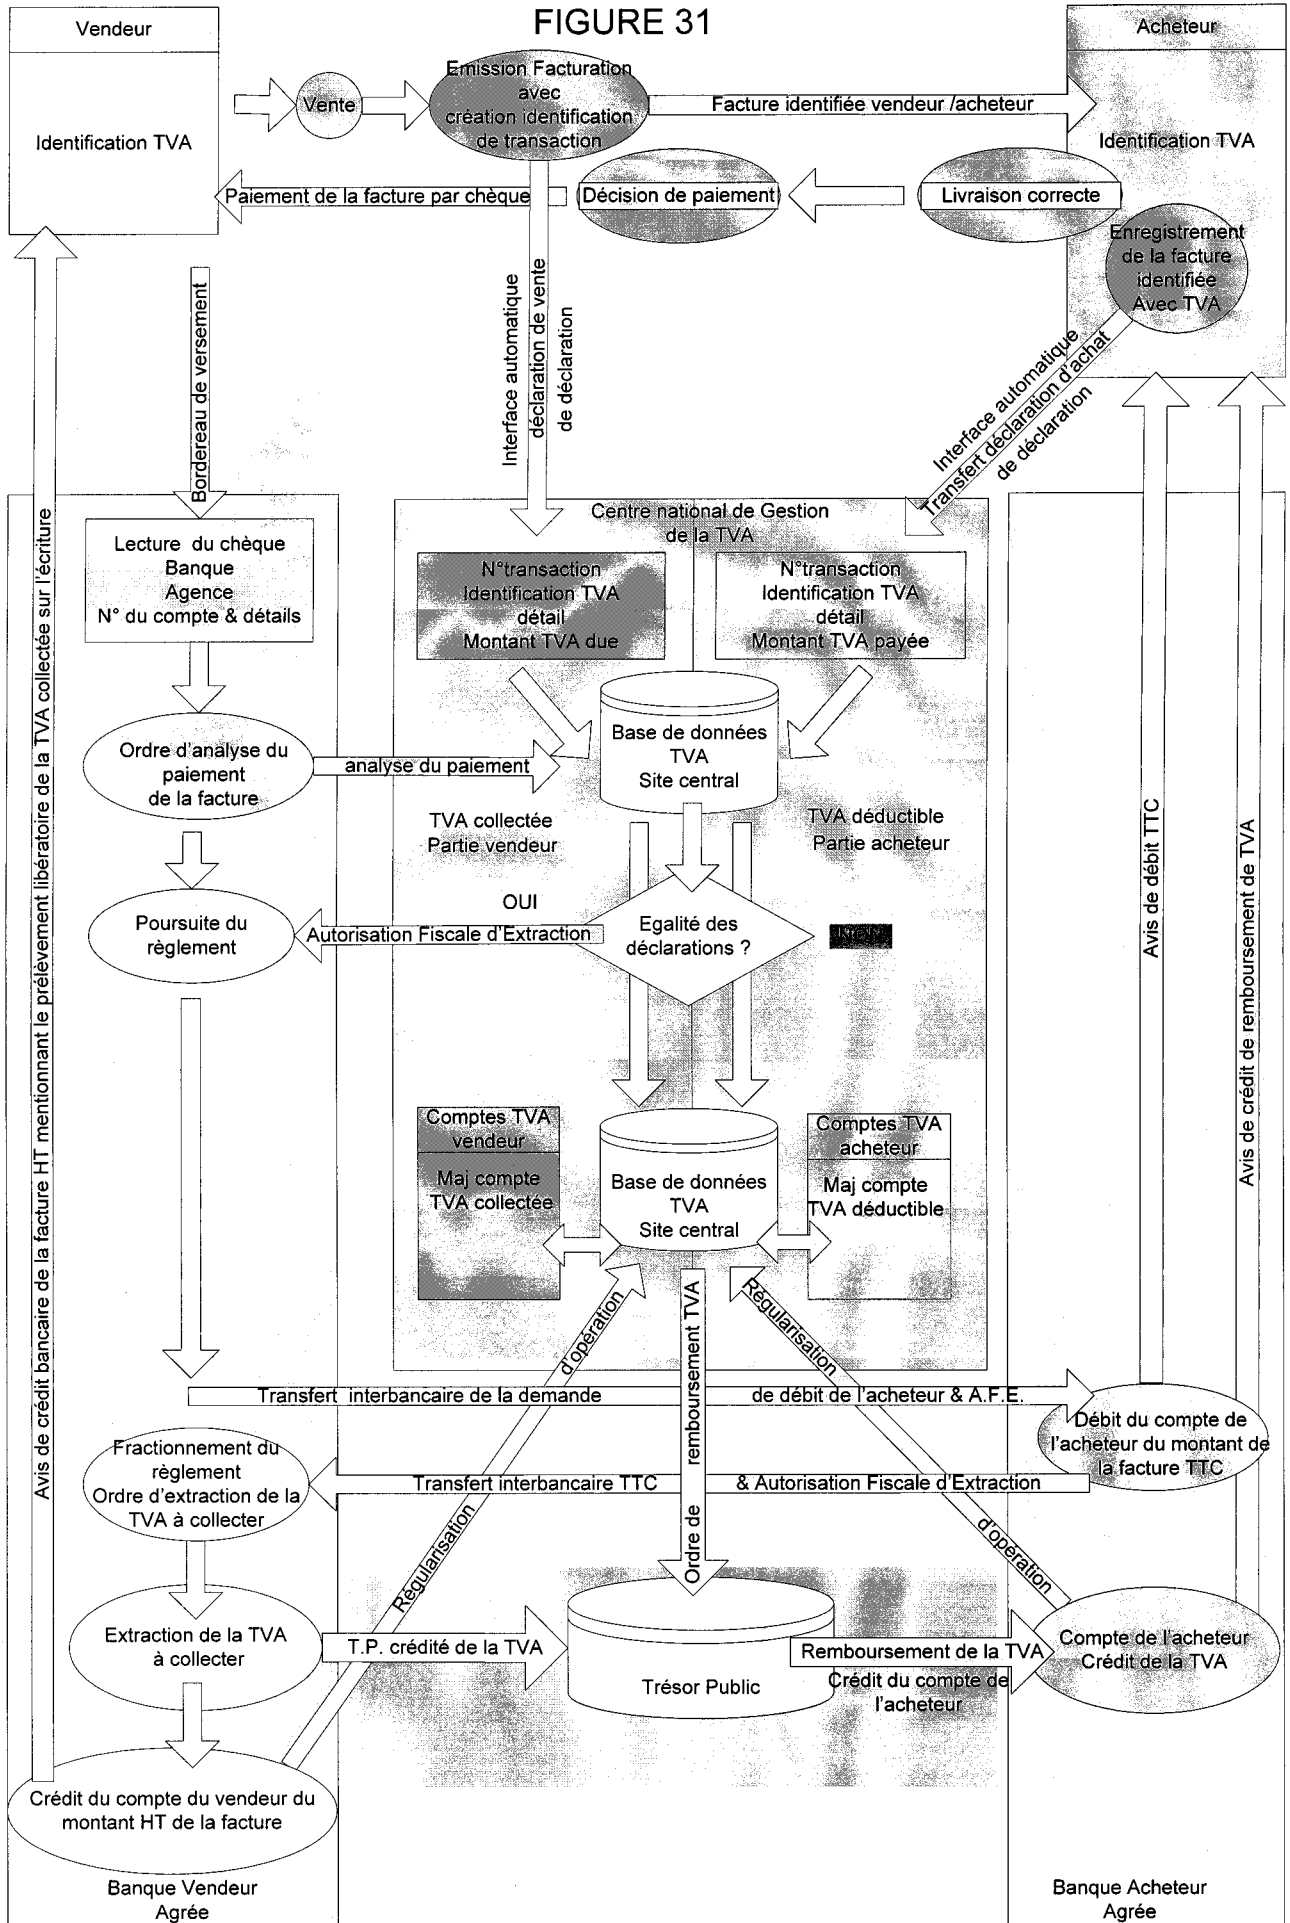 FIGURE 31
Vendeur
Identification TVA
Vente
Emission Facturation
avec
création identification
de transaction
Facture identifiée vendeur /acheteur
Acheteur
Identification TVA
Paiement de la facture par chèque
Décision de paiement
Livraison correcte
Enregistrement
de la facture
identifiée
Avec TVA
Bordereau de versement
Interface automatique
déclaration de vente
de déclaration
Interface automatique
Transfert déclaration d'achat
de déclaration
Avis de crédit bancaire de la facture HT mentionnant le prélèvement libératoire de la TVA collectée sur l'écriture
Lecture du chèque
Banque
Agence
N° du compte & détails
Centre national de Gestion
de la TVA
N°transaction
Identification TVA
détail
Montant TVA due
N°transaction
Identification TVA
détail
Montant TVA payée
Ordre d'analyse du
paiement
de la facture
analyse du paiement
Base de données
TVA
Site central
TVA collectée
Partie vendeur
TVA déductible
Partie acheteur
OUI
Poursuite du
règlement
Autorisation Fiscale d'Extraction
Egalité des
déclarations ?
NON
Avis de débit TTC
Avis de crédit de remboursement de TVA
Comptes TVA
vendeur
Maj compte
TVA collectée
Base de données
TVA
Site central
Comptes TVA
acheteur
Maj compte
TVA déductible
Régularisation d'opération
Ordre de remboursement TVA
Régularisation d'opération
Transfert interbancaire de la demande de débit de l'acheteur & A.F.E.
Débit du compte de
l'acheteur du montant de
la facture TTC
Fractionnement du
règlement
Ordre d'extraction de la
TVA à collecter
Transfert interbancaire TTC & Autorisation Fiscale d'Extraction
Extraction de la TVA
à collecter
T.P. crédité de la TVA
Trésor Public
Remboursement de la TVA
Crédit du compte de
l'acheteur
Compte de l'acheteur
Crédit de la TVA
Crédit du compte du vendeur du
montant HT de la facture
Banque Vendeur
Agrée
Banque Acheteur
Agrée